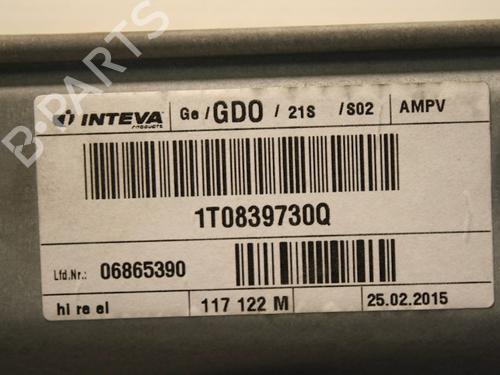 INTEVA
PRODUCTS
Ge / GDO / 21S / S02 AMPV
1T0839730Q
Lfd.Nr.: 06865390
hi re el 117 122 M 25.02.2015
B-PARTS